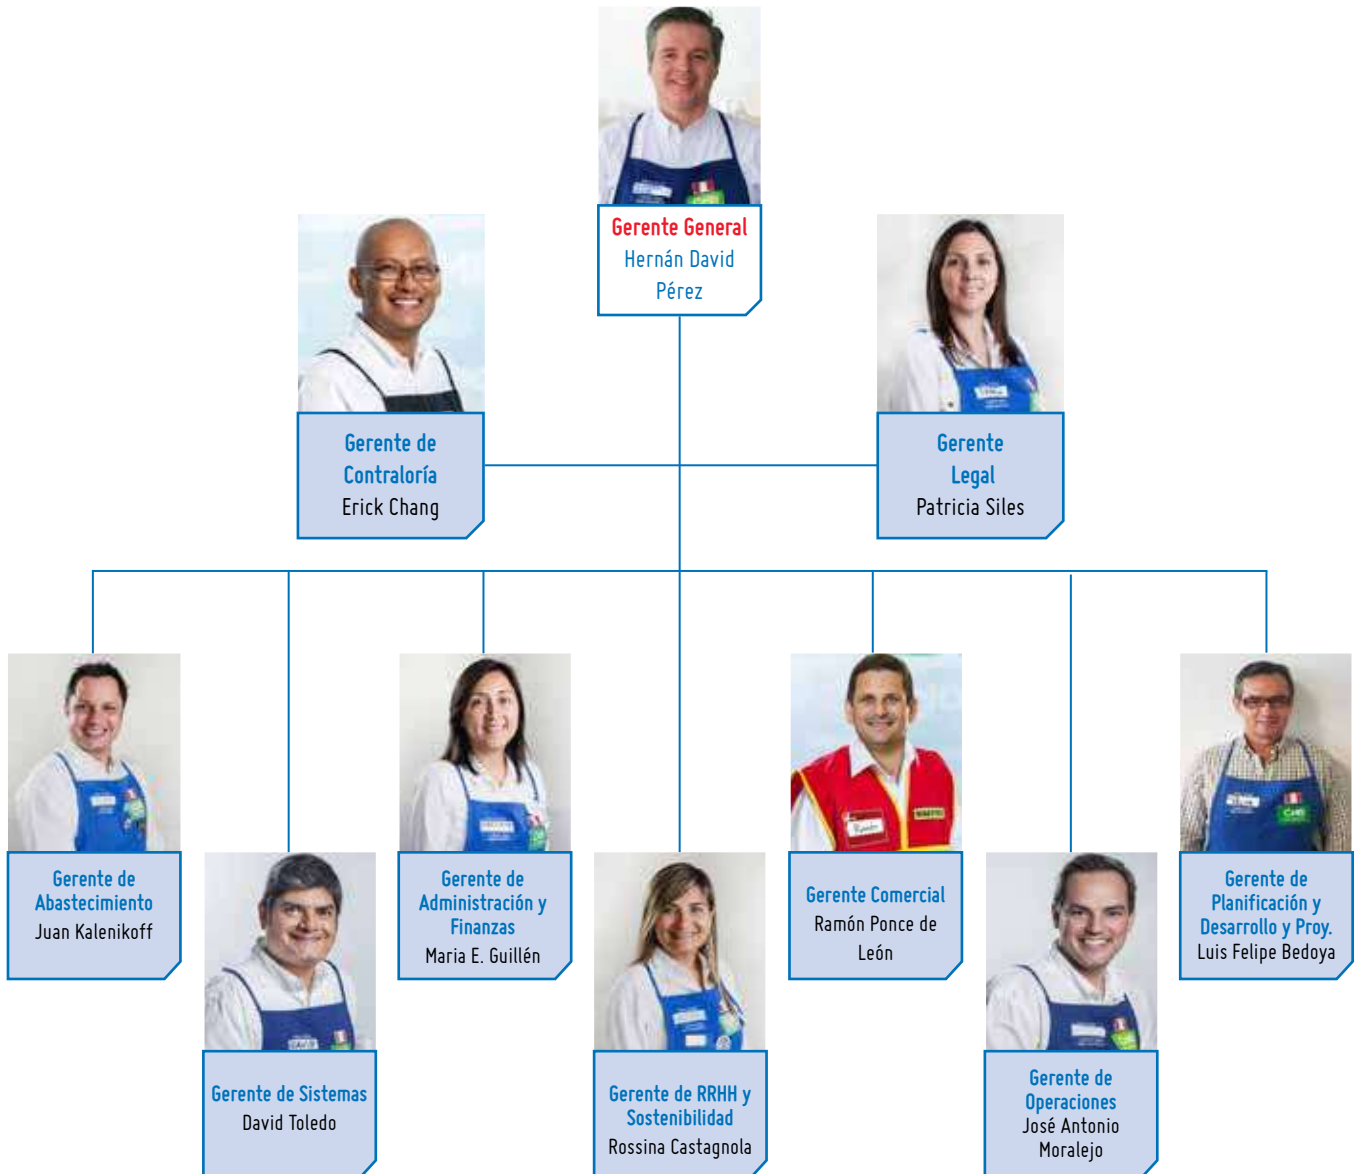 Gerente General
Hernán David
Pérez
Gerente de
Contraloría
Erick Chang
Gerente
Legal
Patricia Siles
Gerente de
Abastecimiento
Juan Kalenikoff
Gerente de
Administración y
Finanzas
Maria E. Guillén
Gerente Comercial
Ramón Ponce de
León
Gerente de
Planificación y
Desarrollo y Proy.
Luis Felipe Bedoya
Gerente de Sistemas
David Toledo
Gerente de RRHH y
Sostenibilidad
Rossina Castagnola
Gerente de
Operaciones
José Antonio
Moralejo